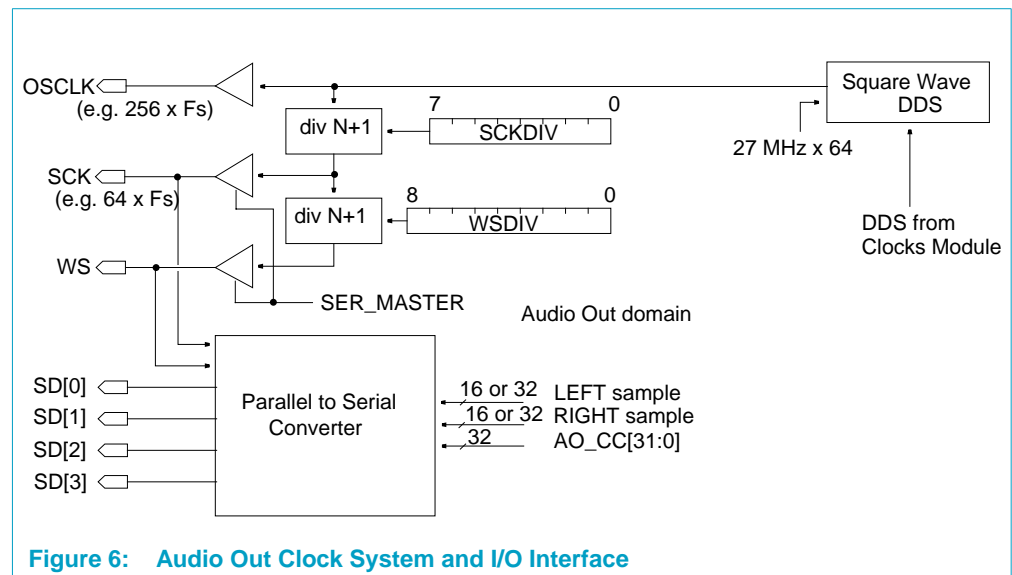 OSCLK
(e.g. 256 x Fs)
Square Wave
DDS
27 MHz x 64
DDS from
Clocks Module
div N+1
7 0
SCKDIV
SCK
(e.g. 64 x Fs)
div N+1
8 0
WSDIV
WS
SER_MASTER
Audio Out domain
Parallel to Serial
Converter
SD[0]
SD[1]
SD[2]
SD[3]
16 or 32 LEFT sample
16 or 32 RIGHT sample
32 AO_CC[31:0]
Figure 6: Audio Out Clock System and I/O Interface